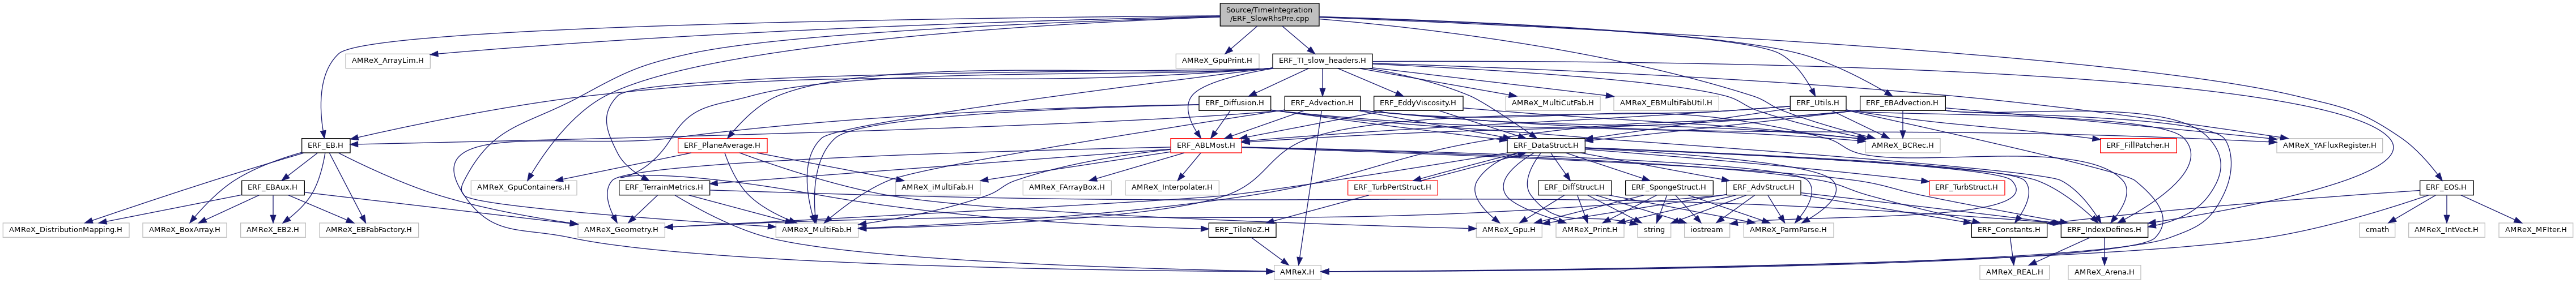 Source/TimeIntegration
/ERF_SlowRhsPre.cpp
AMReX_ArrayLim.H
AMReX_GpuPrint.H
ERF_TI_slow_headers.H
ERF_Diffusion.H
ERF_Advection.H
ERF_EddyViscosity.H
AMReX_MultiCutFab.H
AMReX_EBMultiFabUtil.H
ERF_Utils.H
ERF_EBAdvection.H
ERF_EB.H
ERF_PlaneAverage.H
ERF_ABLMost.H
ERF_DataStruct.H
AMReX_BCRec.H
ERF_FillPatcher.H
AMReX_YAFluxRegister.H
ERF_EBAux.H
AMReX_GpuContainers.H
ERF_TerrainMetrics.H
AMReX_iMultiFab.H
AMReX_FArrayBox.H
AMReX_Interpolater.H
ERF_TurbPertStruct.H
ERF_DiffStruct.H
ERF_SpongeStruct.H
ERF_AdvStruct.H
ERF_TurbStruct.H
ERF_EOS.H
AMReX_DistributionMapping.H
AMReX_BoxArray.H
AMReX_EB2.H
AMReX_EBFabFactory.H
AMReX_Geometry.H
AMReX_MultiFab.H
ERF_TileNoZ.H
AMReX_Gpu.H
AMReX_Print.H
string
iostream
AMReX_ParmParse.H
ERF_Constants.H
ERF_IndexDefines.H
cmath
AMReX_IntVect.H
AMReX_MFIter.H
AMReX.H
AMReX_REAL.H
AMReX_Arena.H